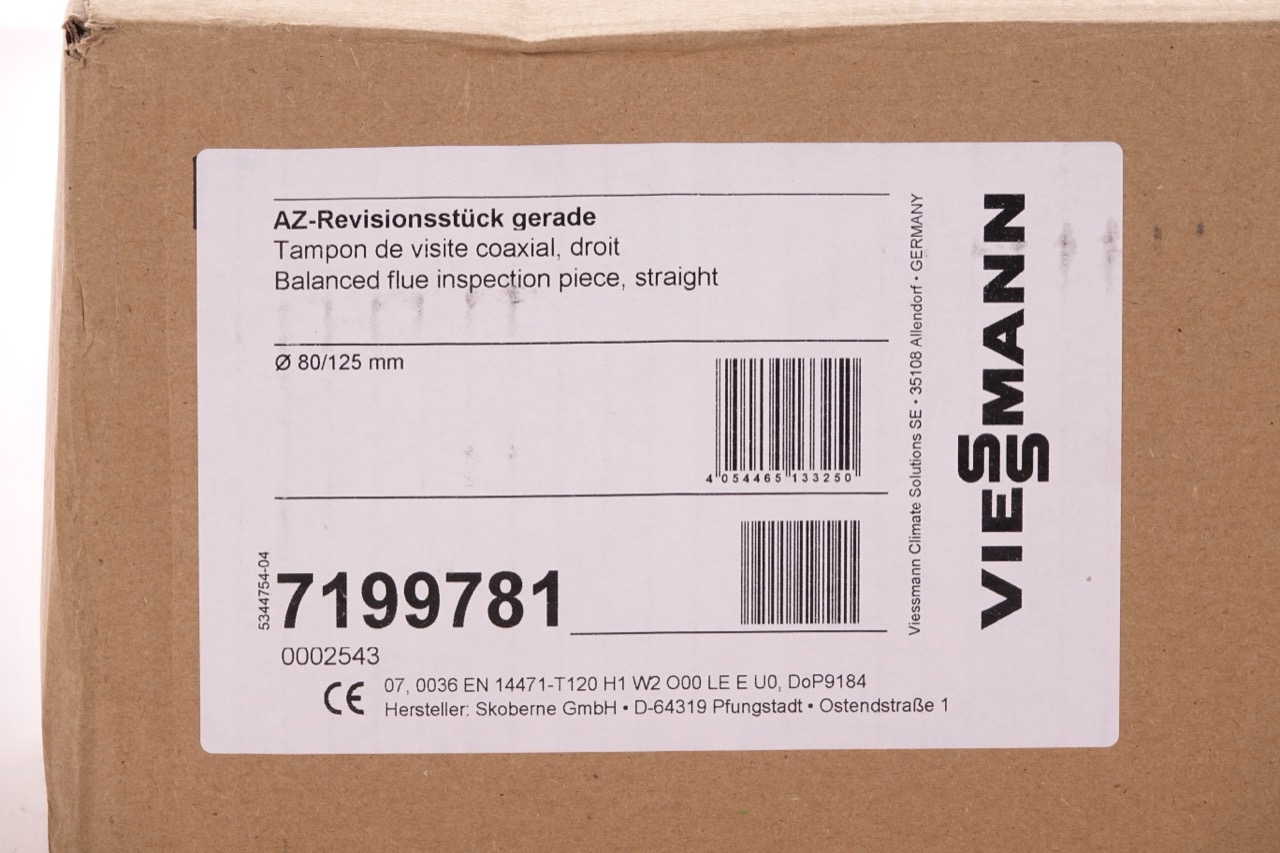 AZ-Revisionsstück gerade
Tampon de visite coaxial, droit
Balanced flue inspection piece, straight
Ø 80/125 mm
4 054465 133250
5344754-04
7199781
0002543
CE 07, 0036 EN 14471-T120 H1 W2 O00 LE E U0, DoP9184
Hersteller: Skoberne GmbH • D-64319 Pfungstadt • Ostendstraße 1
Viessmann Climate Solutions SE • 35108 Allendorf • GERMANY
VIESSMANN